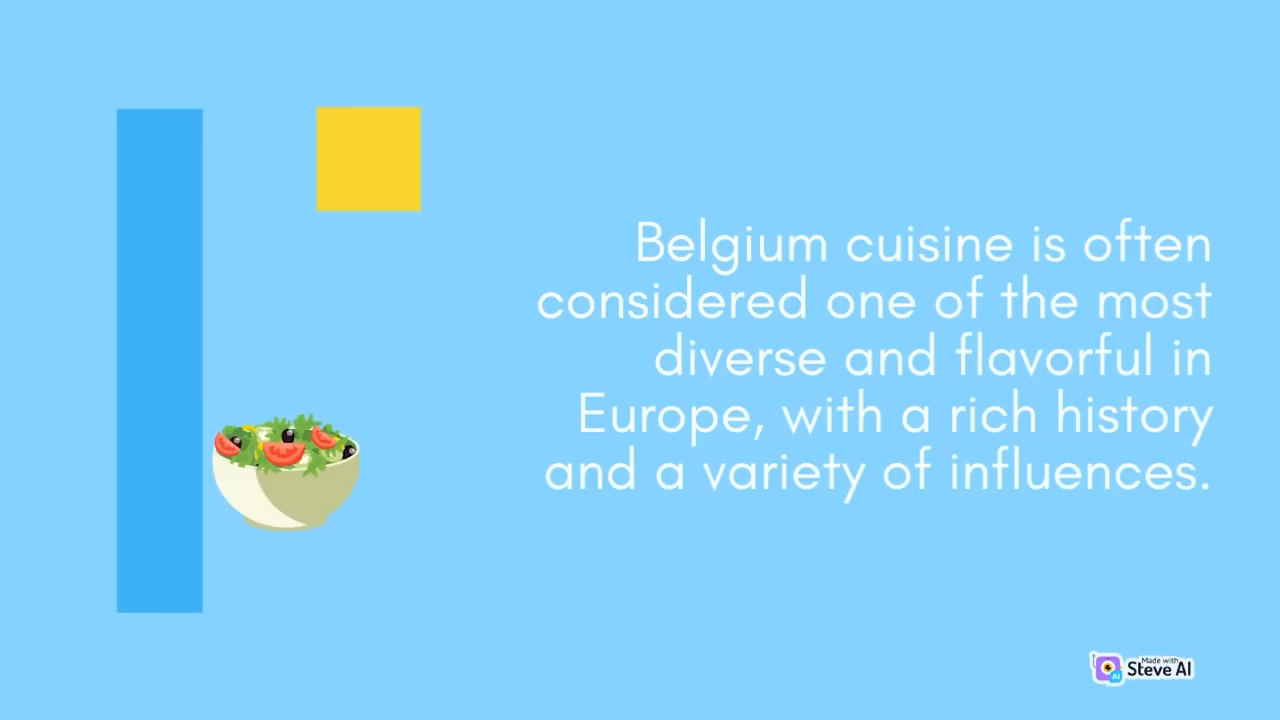 Belgium cuisine is often
considered one of the most
diverse and flavorful in
Europe, with a rich history
and a variety of influences.
Made with
AI
Steve AI